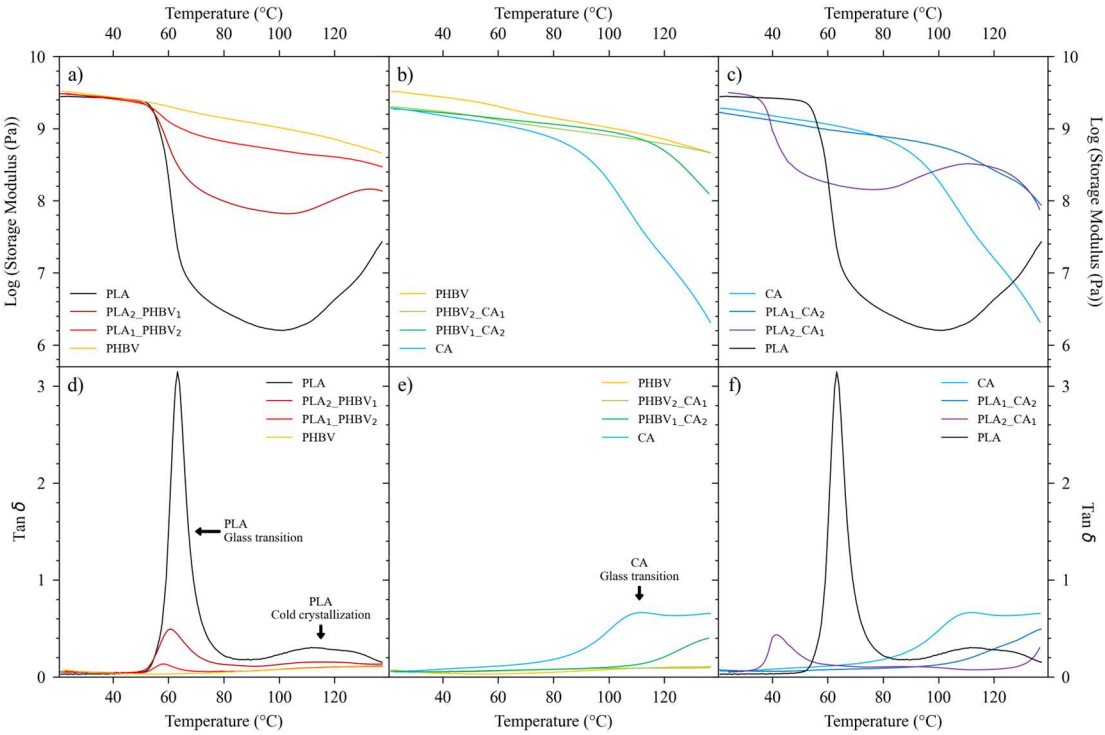 Temperature (°C) Temperature (°C) Temperature (°C)
40 60 80 100 120 40 60 80 100 120 40 60 80 100 120
10 a) b) c) 10
9 9
8 8
7 7
6 6
Log (Storage Modulus (Pa))
Log (Storage Modulus (Pa))
PLA
PLA₂_PHBV₁
PLA₁_PHBV₂
PHBV
PHBV
PHBV₂_CA₁
PHBV₁_CA₂
CA
CA
PLA₁_CA₂
PLA₂_CA₁
PLA
d) e) f)
3 3
2 2
1 1
0 0
Tan δ
Tan δ
PLA
PLA₂_PHBV₁
PLA₁_PHBV₂
PHBV
PLA
Glass transition
PLA
Cold crystallization
PHBV
PHBV₂_CA₁
PHBV₁_CA₂
CA
CA
Glass transition
CA
PLA₁_CA₂
PLA₂_CA₁
PLA
40 60 80 100 120 40 60 80 100 120 40 60 80 100 120
Temperature (°C) Temperature (°C) Temperature (°C)